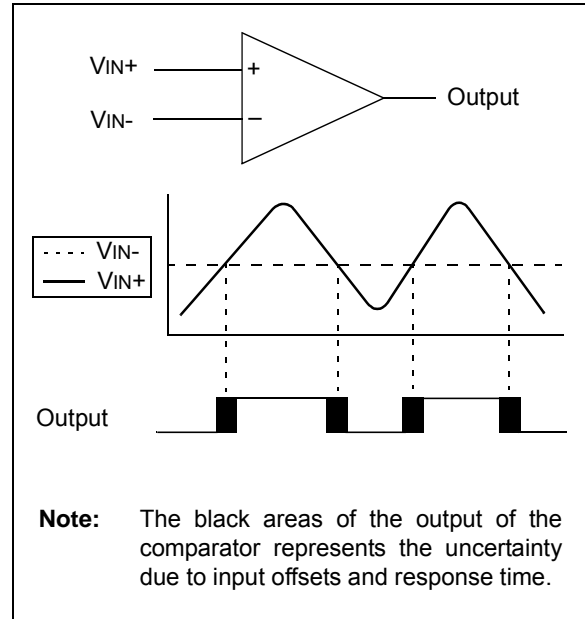 VIN+
+
Output
VIN-
–
VIN-
VIN+
Output
Note: The black areas of the output of the
comparator represents the uncertainty
due to input offsets and response time.